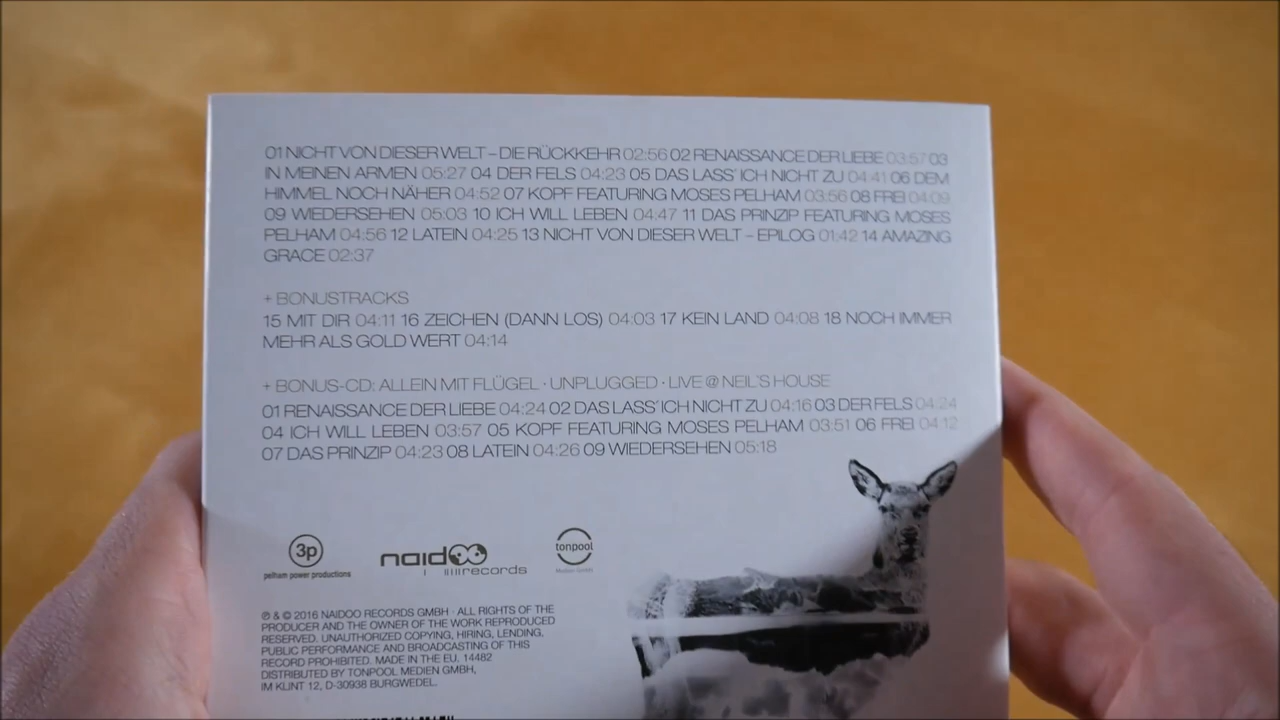 01 NICHT VON DIESER WELT – DIE RÜCKKEHR 02:56 02 RENAISSANCE DER LIEBE 03:57 03
IN MEINEN ARMEN 05:27 04 DER FELS 04:23 05 DAS LASS' ICH NICHT ZU 04:41 06 DEM
HIMMEL NOCH NÄHER 04:52 07 KOPF FEATURING MOSES PELHAM 03:56 08 FREI 04:09
09 WIEDERSEHEN 05:03 10 ICH WILL LEBEN 04:47 11 DAS PRINZIP FEATURING MOSES
PELHAM 04:56 12 LATEIN 04:25 13 NICHT VON DIESER WELT – EPILOG 01:42 14 AMAZING
GRACE 02:37
+ BONUSTRACKS
15 MIT DIR 04:11 16 ZEICHEN (DANN LOS) 04:03 17 KEIN LAND 04:08 18 NOCH IMMER
MEHR ALS GOLD WERT 04:14
+ BONUS-CD: ALLEIN MIT FLÜGEL · UNPLUGGED · LIVE @ NEIL'S HOUSE
01 RENAISSANCE DER LIEBE 04:24 02 DAS LASS' ICH NICHT ZU 04:16 03 DER FELS 04:24
04 ICH WILL LEBEN 03:57 05 KOPF FEATURING MOSES PELHAM 03:51 06 FREI 04:12
07 DAS PRINZIP 04:23 08 LATEIN 04:26 09 WIEDERSEHEN 05:18
3p
pelham power productions
naidoo
records
tonpool
Medien GmbH
℗ & © 2016 NAIDOO RECORDS GMBH · ALL RIGHTS OF THE
PRODUCER AND THE OWNER OF THE WORK REPRODUCED
RESERVED. UNAUTHORIZED COPYING, HIRING, LENDING,
PUBLIC PERFORMANCE AND BROADCASTING OF THIS
RECORD PROHIBITED. MADE IN THE EU. 14482
DISTRIBUTED BY TONPOOL MEDIEN GMBH,
IM KLINT 12, D-30938 BURGWEDEL.